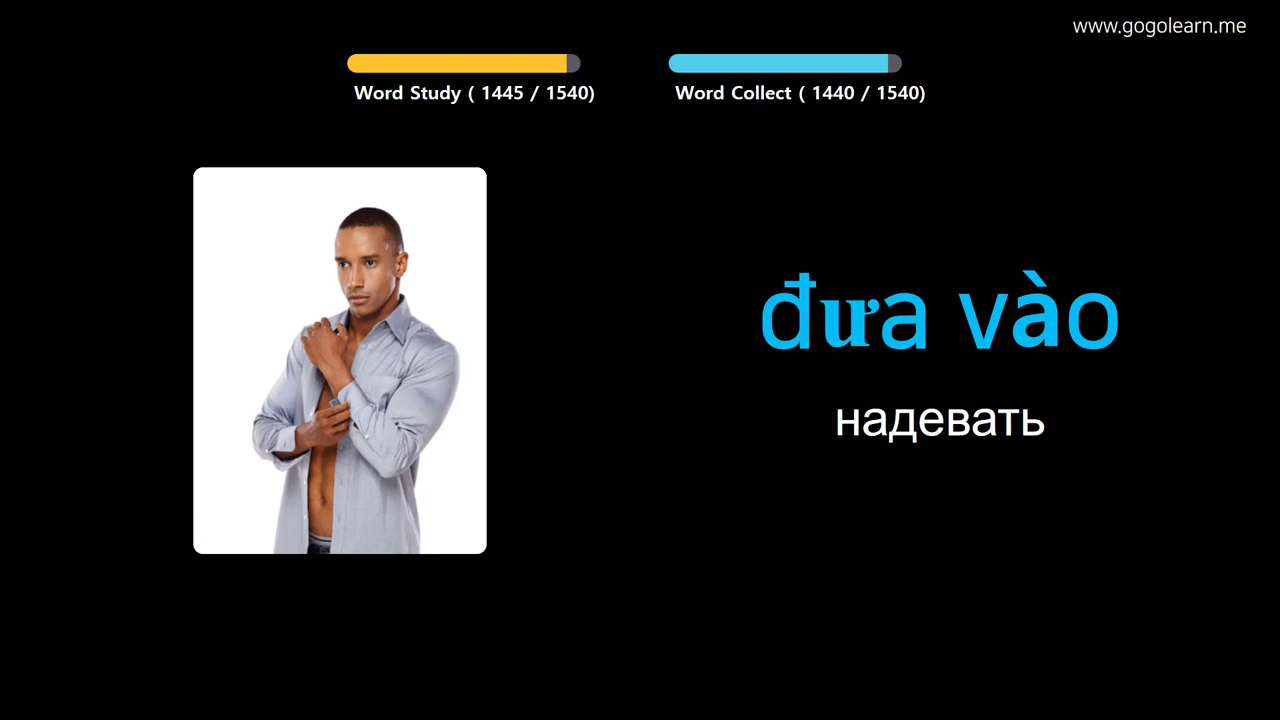 www.gogolearn.me
Word Study ( 1445 / 1540)
Word Collect ( 1440 / 1540)
đưa vào
надевать